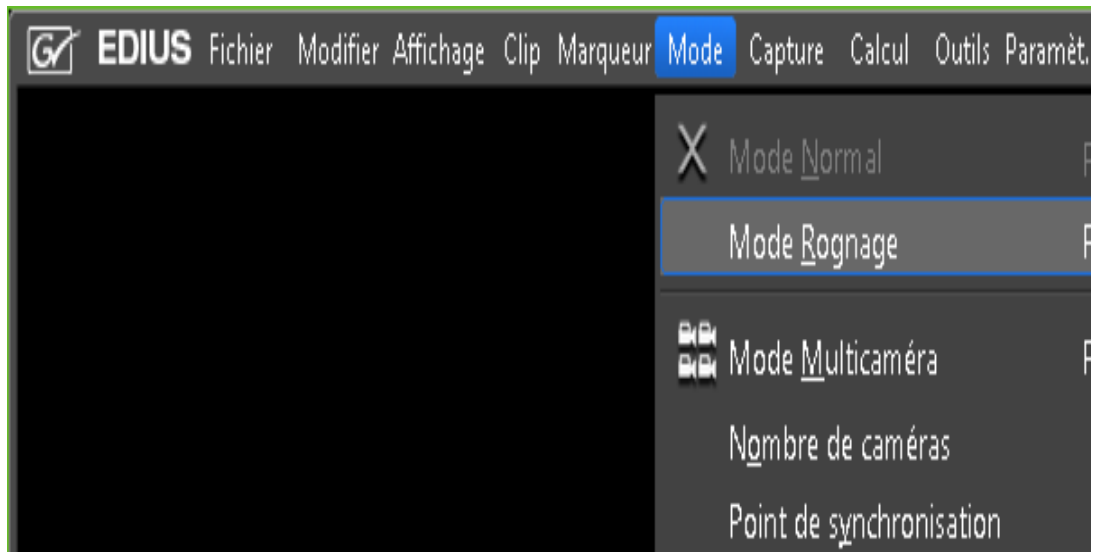 EDIUS Fichier Modifier Affichage Clip Marqueur Mode Capture Calcul Outils Paramèt.
Mode Normal
Mode Rognage
Mode Multicaméra
Nombre de caméras
Point de synchronisation